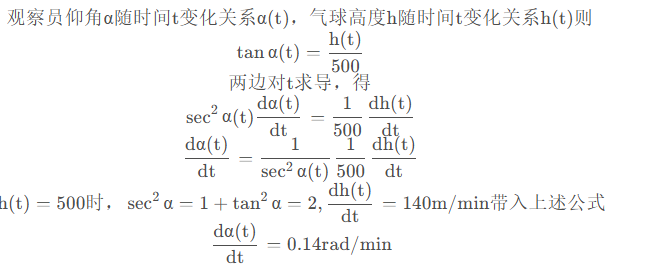 观察员仰角α随时间t变化关系α(t)，气球高度h随时间t变化关系h(t)则
tan α(t) = h(t)/500
两边对t求导，得
sec² α(t) dα(t)/dt = 1/500 dh(t)/dt
dα(t)/dt = 1/sec² α(t) 1/500 dh(t)/dt
h(t) = 500时， sec² α = 1 + tan² α = 2, dh(t)/dt = 140m/min带入上述公式
dα(t)/dt = 0.14rad/min